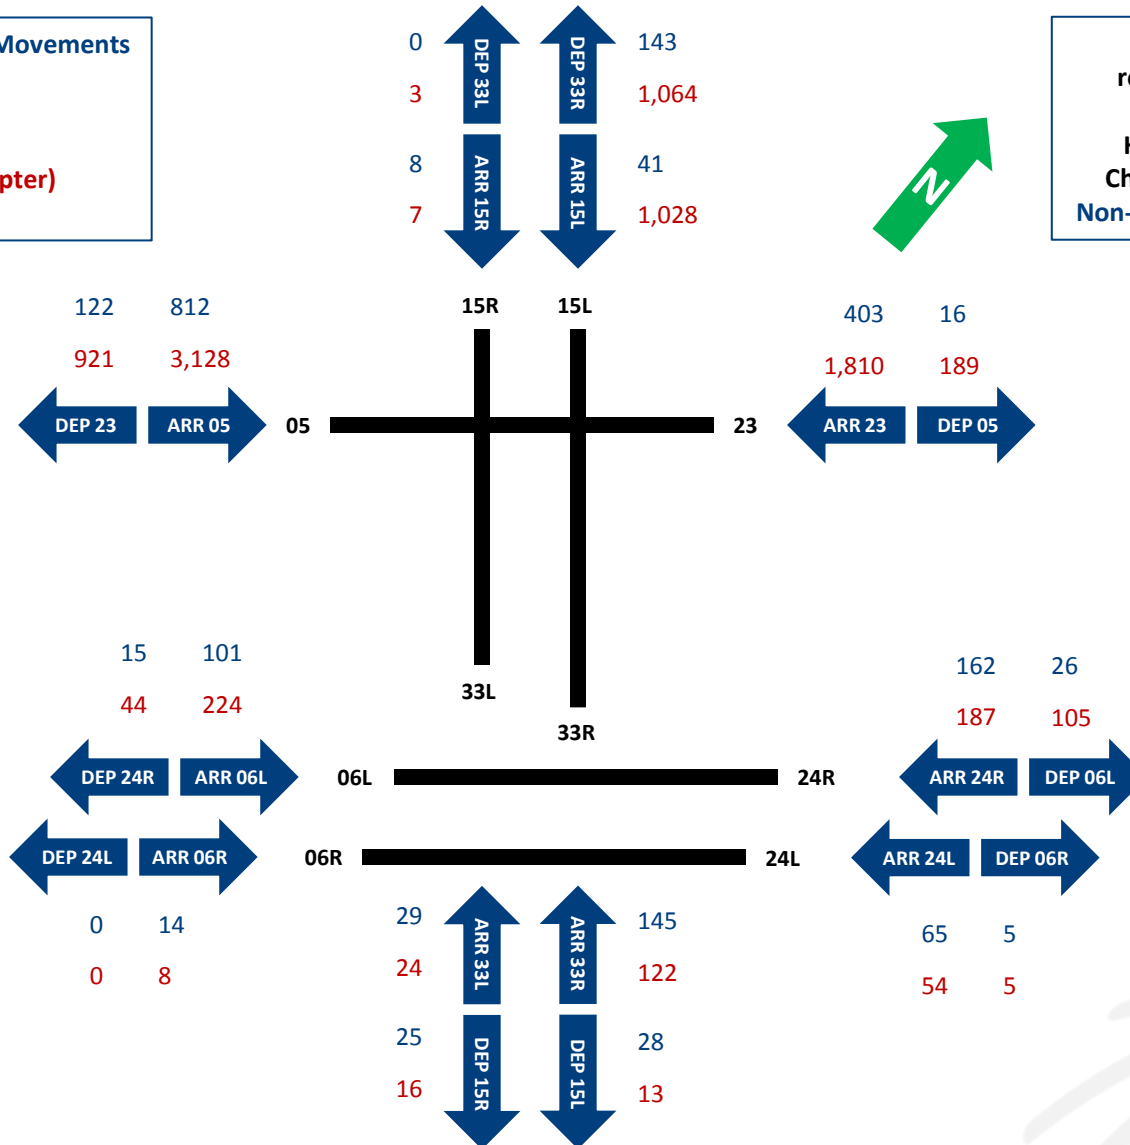 Movements
pter)
0
3
DEP 33L
DEP 33R
143
1,064
8
7
ARR 15R
ARR 15L
41
1,028
N
re
H
Ch
Non-
122 812
921 3,128
DEP 23 ARR 05
05
15R 15L
23
403 16
1,810 189
ARR 23 DEP 05
15 101
44 224
DEP 24R ARR 06L
06L
33L
33R
24R
162 26
187 105
ARR 24R DEP 06L
DEP 24L ARR 06R
06R
24L
ARR 24L DEP 06R
0 14
0 8
29
24
ARR 33L
ARR 33R
145
122
65 5
54 5
25
16
DEP 15R
DEP 15L
28
13